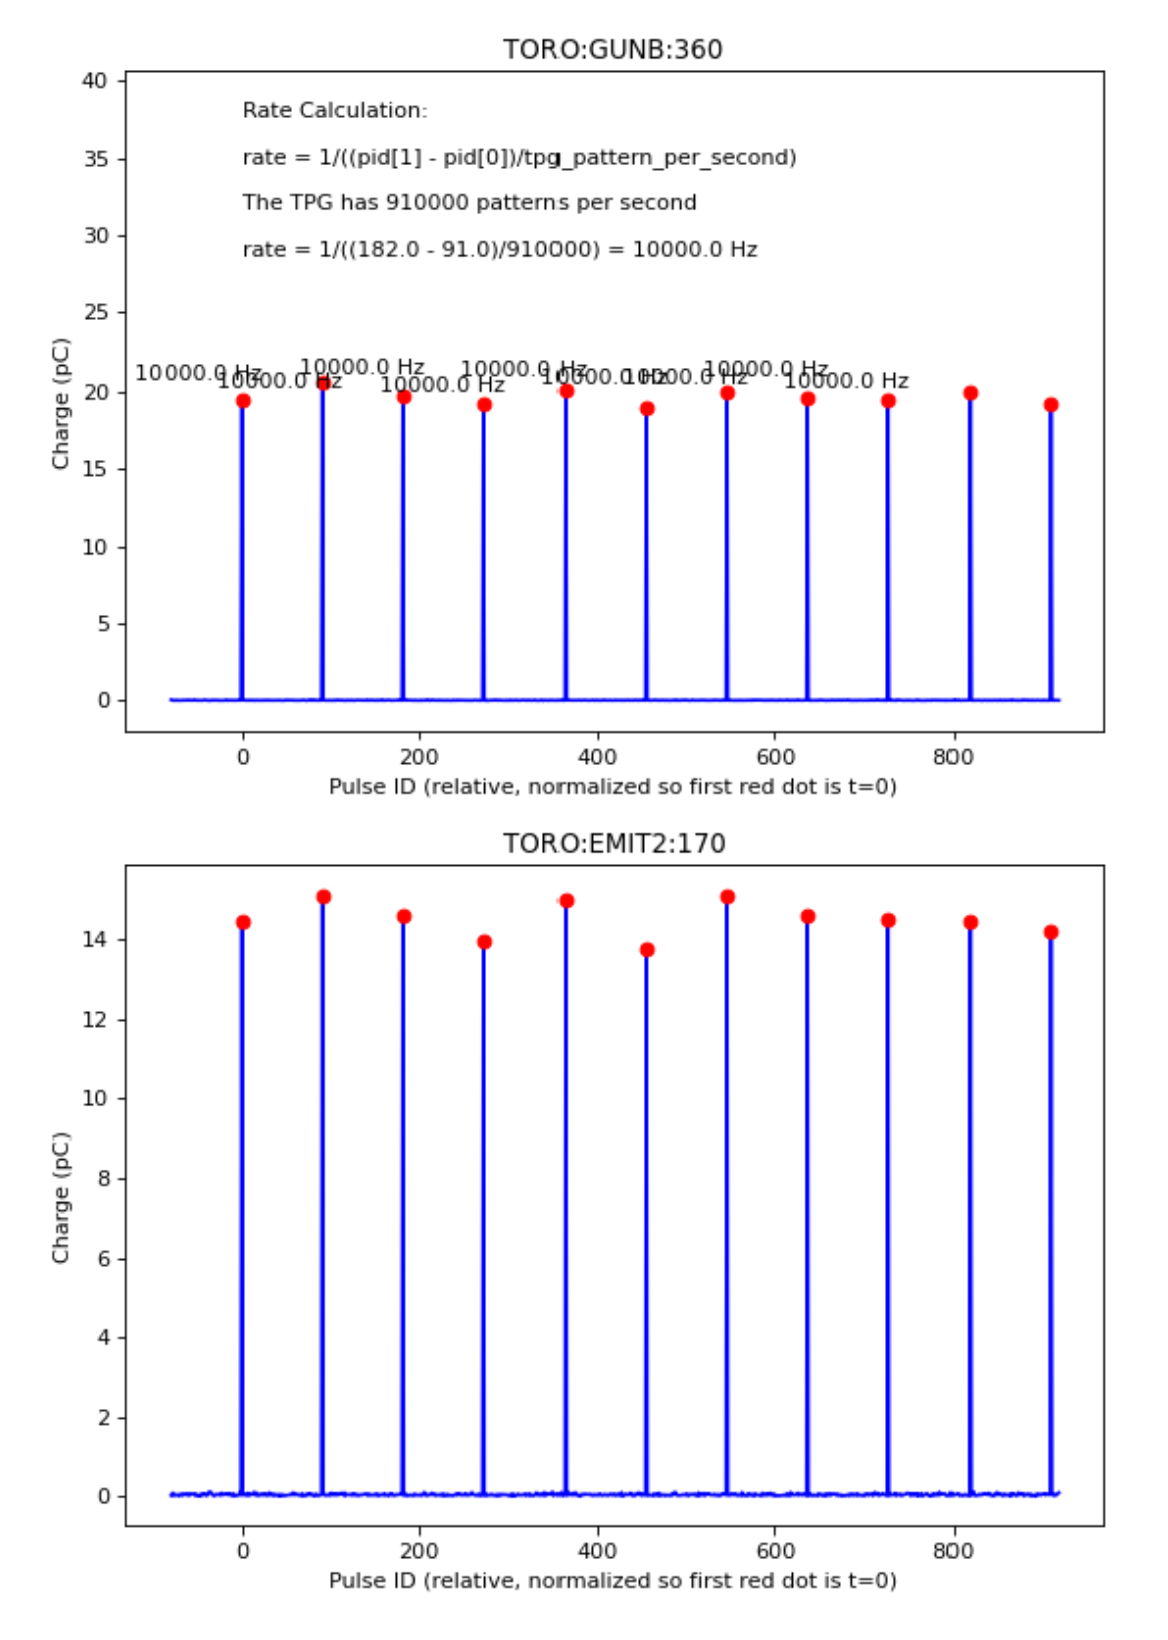 TORO:GUNB:360
40
Rate Calculation:
35
rate = 1/((pid[1] - pid[0])/tpg_pattern_per_second)
The TPG has 910000 patterns per second
30
rate = 1/((182.0 - 91.0)/910000) = 10000.0 Hz
25
10000.0 Hz
10000.0 Hz
10000.0 Hz
10000.0 Hz
10000.0 Hz
10000.0 Hz
10000.0 Hz
10000.0 Hz
10000.0 Hz
20
15
10
5
0
Charge (pC)
0 200 400 600 800
Pulse ID (relative, normalized so first red dot is t=0)
TORO:EMIT2:170
14
12
10
8
6
4
2
0
Charge (pC)
0 200 400 600 800
Pulse ID (relative, normalized so first red dot is t=0)